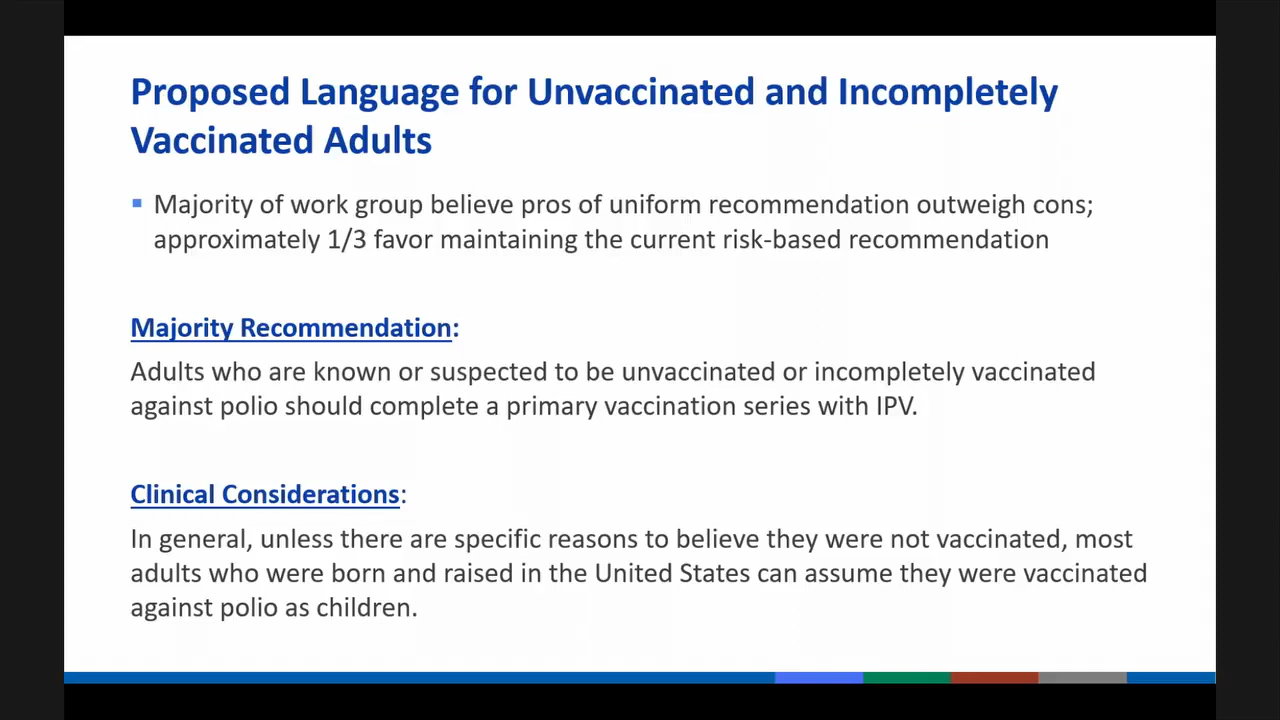 Proposed Language for Unvaccinated and Incompletely
Vaccinated Adults
▪ Majority of work group believe pros of uniform recommendation outweigh cons;
approximately 1/3 favor maintaining the current risk-based recommendation
Majority Recommendation:
Adults who are known or suspected to be unvaccinated or incompletely vaccinated
against polio should complete a primary vaccination series with IPV.
Clinical Considerations:
In general, unless there are specific reasons to believe they were not vaccinated, most
adults who were born and raised in the United States can assume they were vaccinated
against polio as children.